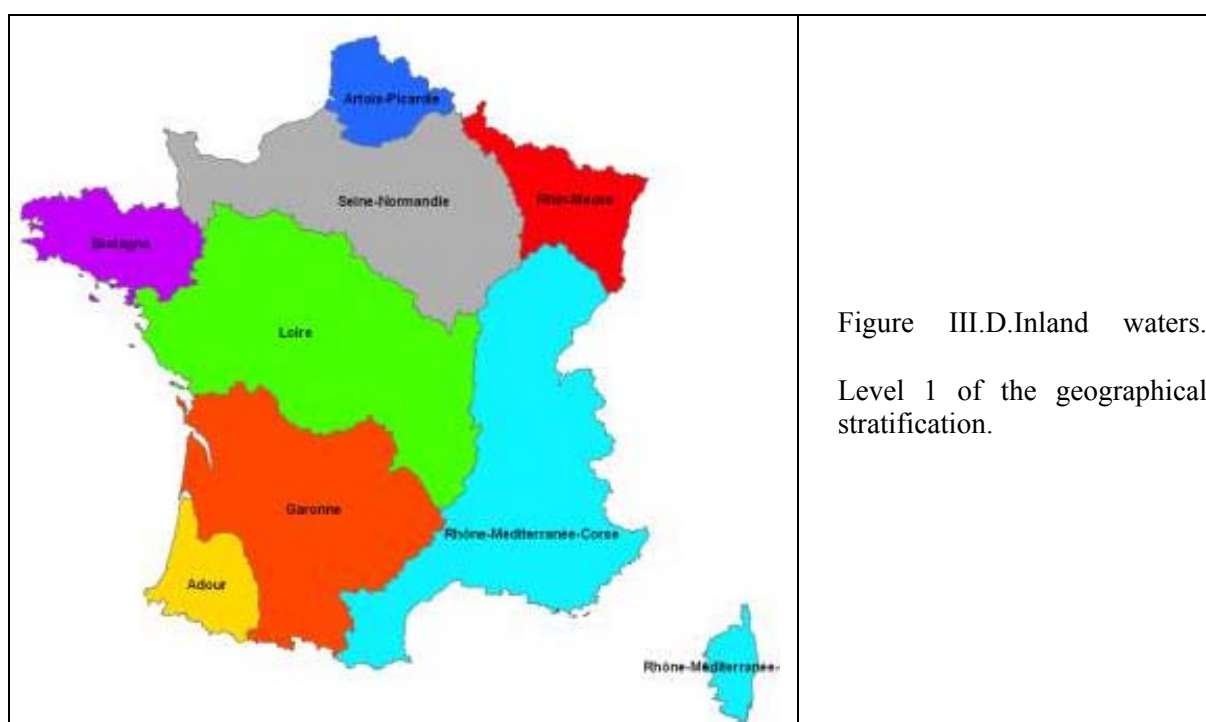 Artois-Picardie
Seine-Normandie
Rhin-Meuse
Bretagne
Loire
Garonne
Rhône-Méditerranée-Corse
Adour
Rhône-Méditerranée-
Figure III.D.Inland waters.
Level 1 of the geographical
stratification.